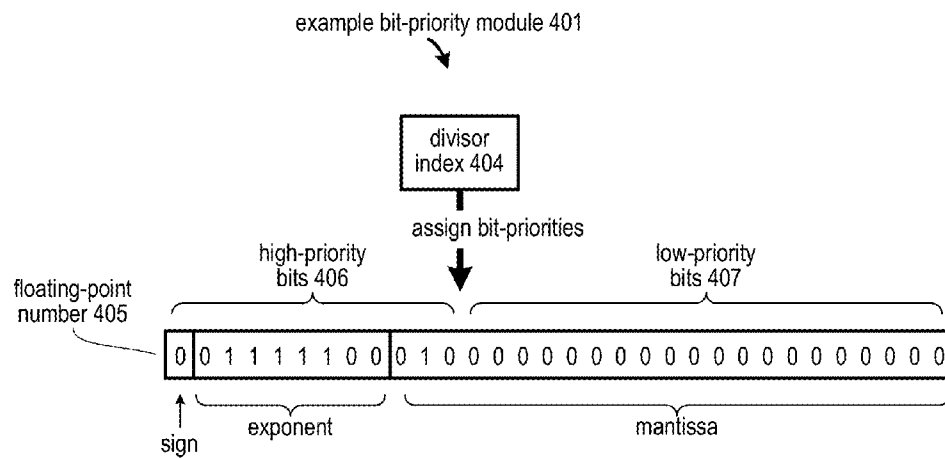 example bit-priority module 401
divisor
index 404
assign bit-priorities
high-priority
bits 406
low-priority
bits 407
floating-point
number 405
0 0 1 1 1 1 1 0 0 0 1 0 0 0 0 0 0 0 0 0 0 0 0 0 0 0 0 0 0 0 0 0
sign
exponent
mantissa